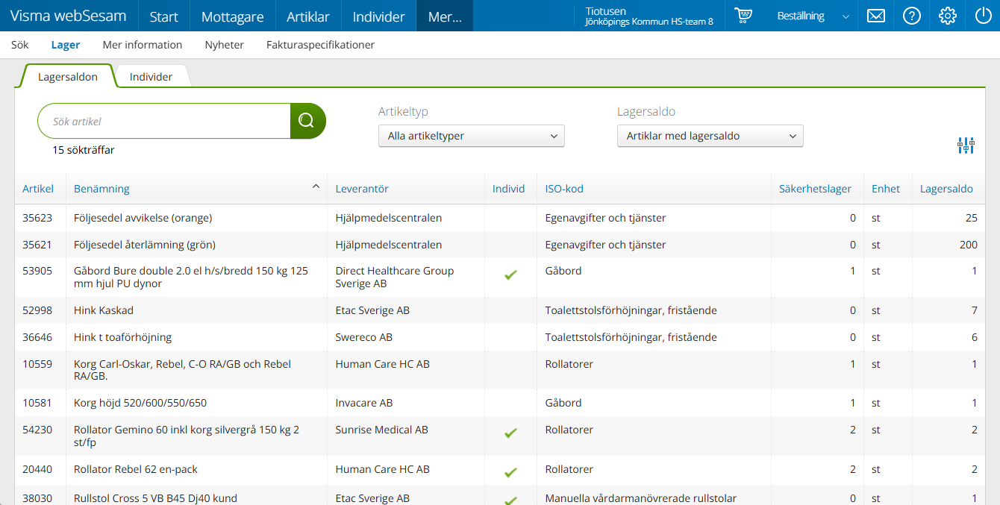 Visma webSesam Start Mottagare Artiklar Individer Mer... Tiotusen Beställning
Jönköpings Kommun HS-team 8
Sök Lager Mer information Nyheter Fakturaspecifikationer
Lagersaldon Individer
Artikeltyp Lagersaldo
Sök artikel Alla artikeltyper Artiklar med lagersaldo
15 sökträffar
Artikel Benämning Leverantör Individ ISO-kod Säkerhetslager Enhet Lagersaldo
35623 Följesedel avvikelse (orange) Hjälpmedelscentralen Egenavgifter och tjänster 0 st 25
35621 Följesedel återlämning (grön) Hjälpmedelscentralen Egenavgifter och tjänster 0 st 200
53905 Gåbord Bure double 2.0 el h/s/bredd 150 kg 125 Direct Healthcare Group Gåbord 1 st 1
mm hjul PU dynor Sverige AB
52998 Hink Kaskad Etac Sverige AB Toalettstolsförhöjningar, fristående 0 st 7
36646 Hink t toaförhöjning Swereco AB Toalettstolsförhöjningar, fristående 0 st 6
10559 Korg Carl-Oskar, Rebel, C-O RA/GB och Rebel Human Care HC AB Rollatorer 1 st 1
RA/GB.
10581 Korg höjd 520/600/550/650 Invacare AB Gåbord 1 st 1
54230 Rollator Gemino 60 inkl korg silvergrå 150 kg 2 Sunrise Medical AB Rollatorer 2 st 2
st/fp
20440 Rollator Rebel 62 en-pack Human Care HC AB Rollatorer 2 st 2
38030 Rullstol Cross 5 VB B45 Dj40 kund Etac Sverige AB Manuella vårdarmanövrerade rullstolar 0 st 1